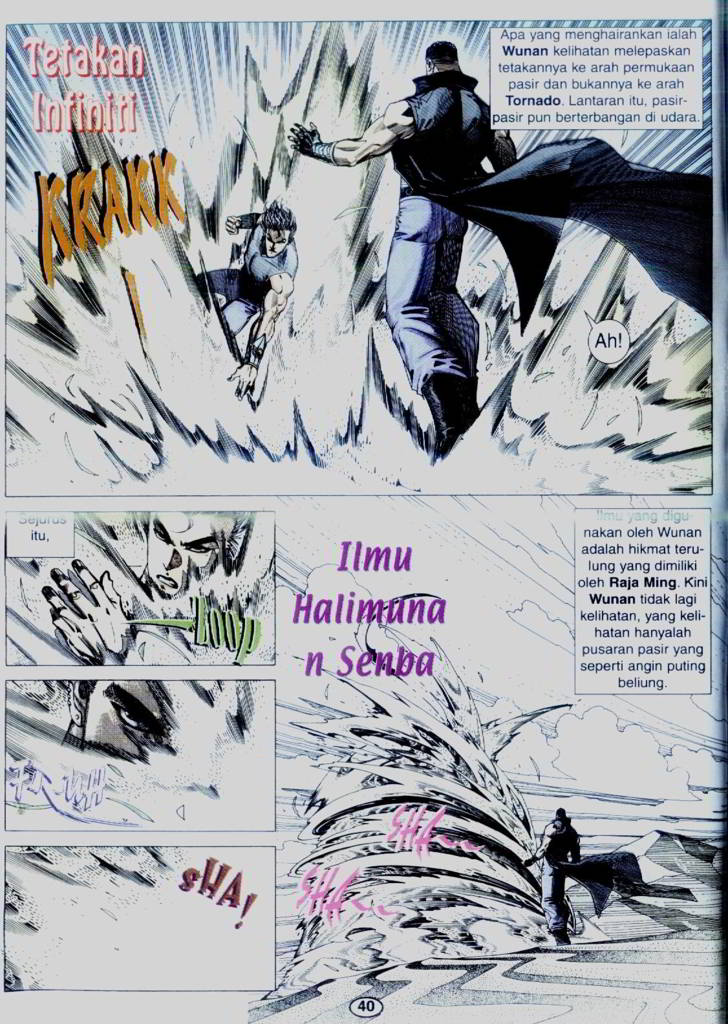 Tetakan
Infiniti
Apa yang menghairankan ialah
Wunan kelihatan melepaskan
tetakannya ke arah permukaan
pasir dan bukannya ke arah
Tornado. Lantaran itu, pasir-
pasir pun berterbangan di udara.
KRAKK
!
Ah!
Sejurus
itu,
ZOOP
SHA!
Ilmu
Halimuna
n Senba
Ilmu yang digu-
nakan oleh Wunan
adalah hikmat teru-
lung yang dimiliki
oleh Raja Ming. Kini
Wunan tidak lagi
kelihatan, yang keli-
hatan hanyalah
pusaran pasir yang
seperti angin puting
beliung.
SHA~~
SHA~~
40